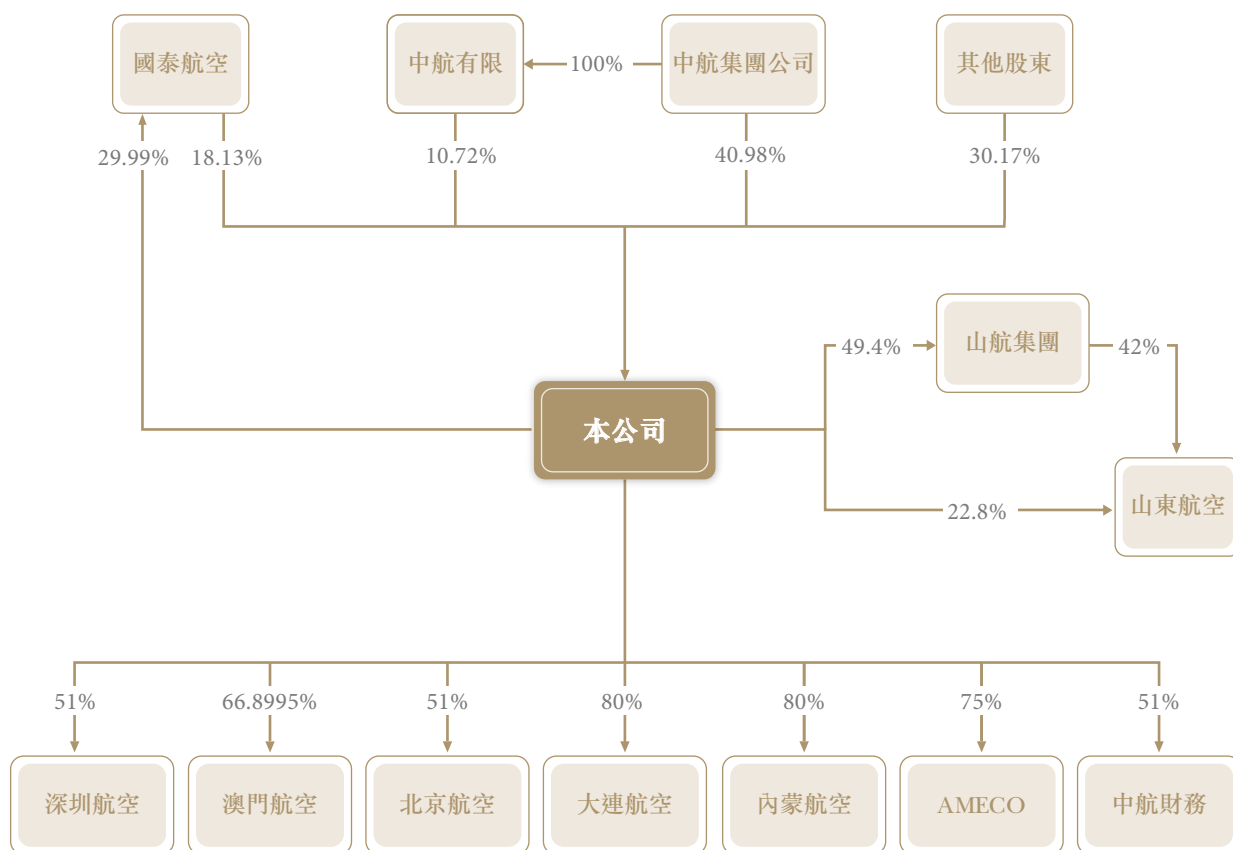 國泰航空
中航有限
100%
中航集團公司
其他股東
29.99%
18.13%
10.72%
40.98%
30.17%
49.4%
山航集團
42%
本公司
22.8%
山東航空
51%
66.8995%
51%
80%
80%
75%
51%
深圳航空
澳門航空
北京航空
大連航空
內蒙航空
AMECO
中航財務